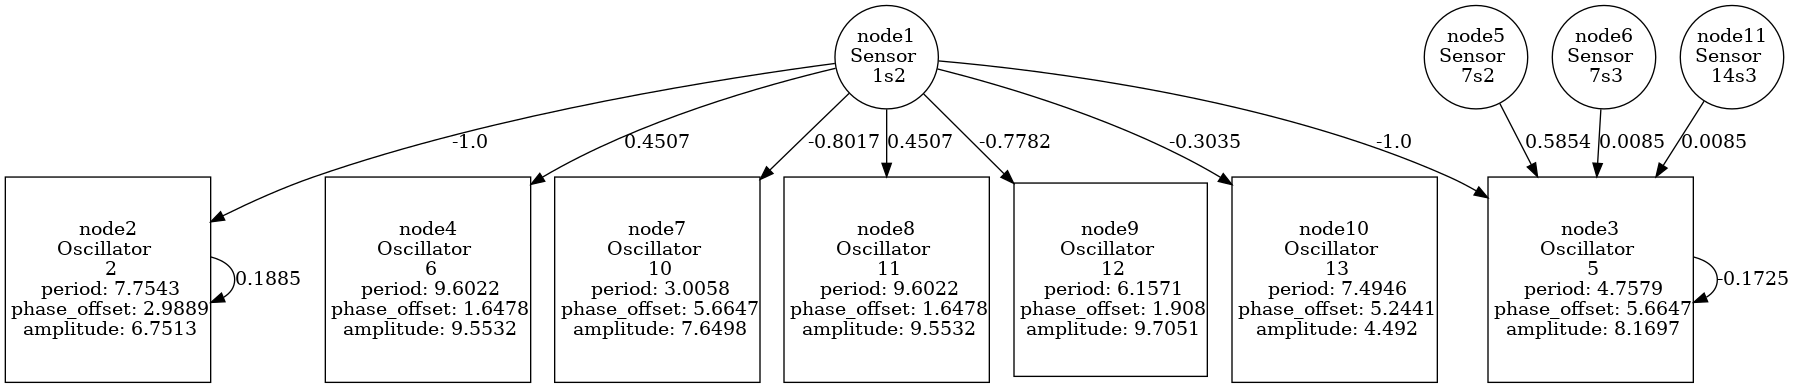 node1
Sensor
1s2
node5
Sensor
7s2
node6
Sensor
7s3
node11
Sensor
14s3
-1.0
0.4507
-0.8017
0.4507
-0.7782
-0.3035
-1.0
0.5854
0.0085
0.0085
node2
Oscillator
2
period: 7.7543
phase_offset: 2.9889
amplitude: 6.7513
0.1885
node4
Oscillator
6
period: 9.6022
phase_offset: 1.6478
amplitude: 9.5532
node7
Oscillator
10
period: 3.0058
phase_offset: 5.6647
amplitude: 7.6498
node8
Oscillator
11
period: 9.6022
phase_offset: 1.6478
amplitude: 9.5532
node9
Oscillator
12
period: 6.1571
phase_offset: 1.908
amplitude: 9.7051
node10
Oscillator
13
period: 7.4946
phase_offset: 5.2441
amplitude: 4.492
node3
Oscillator
5
period: 4.7579
phase_offset: 5.6647
amplitude: 8.1697
-0.1725